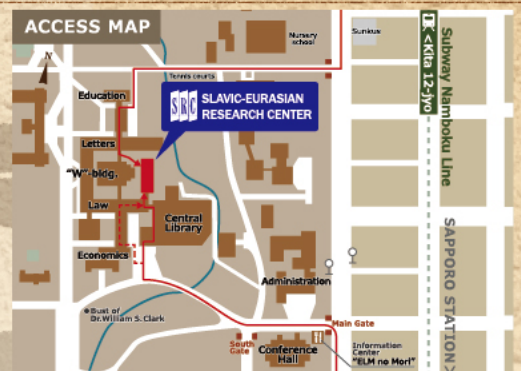 ACCESS MAP
N
Nursery
school
Sunkus
<Kita 12-jyo
Subway Namboku Line
Tennis courts
Education
SRC
SLAVIC-EURASIAN
RESEARCH CENTER
Letters
"W"-bldg.
Law
Central
Library
Economics
SAPPORO STATION>
Administration
Bust of
Dr.William S.Clark
Main Gate
South
Gate
Conference
Hall
Information
Center
"ELM no Mori"